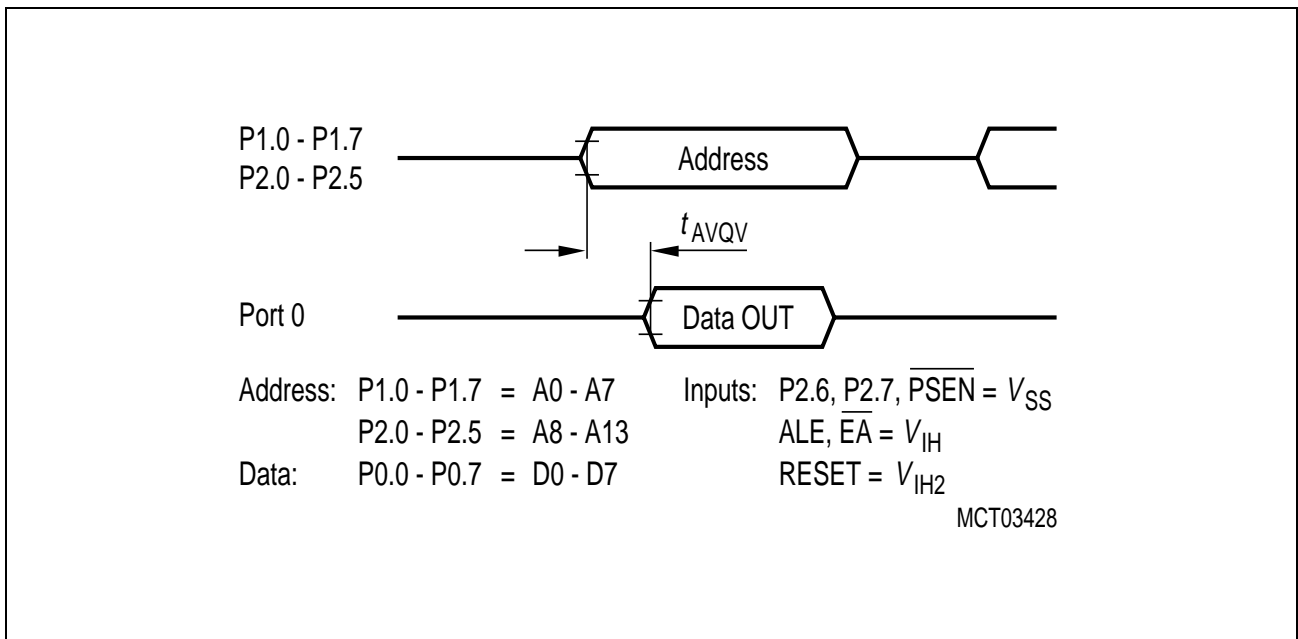 P1.0 - P1.7
P2.0 - P2.5
Address
t AVQV
Port 0
Data OUT
Address: P1.0 - P1.7 = A0 - A7 Inputs: P2.6, P2.7, PSEN = VSS
P2.0 - P2.5 = A8 - A13 ALE, EA = VIH
Data: P0.0 - P0.7 = D0 - D7 RESET = VIH2
MCT03428